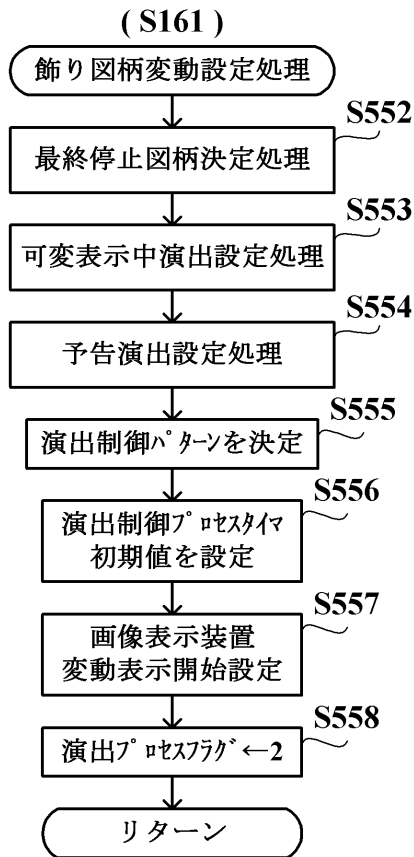 ( S161 )
飾り図柄変動設定処理
S552
最終停止図柄決定処理
S553
可変表示中演出設定処理
S554
予告演出設定処理
S555
演出制御ﾊﾟﾀｰﾝを決定
S556
演出制御ﾌﾟﾛｾｽﾀｲﾏ
初期値を設定
S557
画像表示装置
変動表示開始設定
S558
演出ﾌﾟﾛｾｽﾌﾗｸﾞ←2
リターン